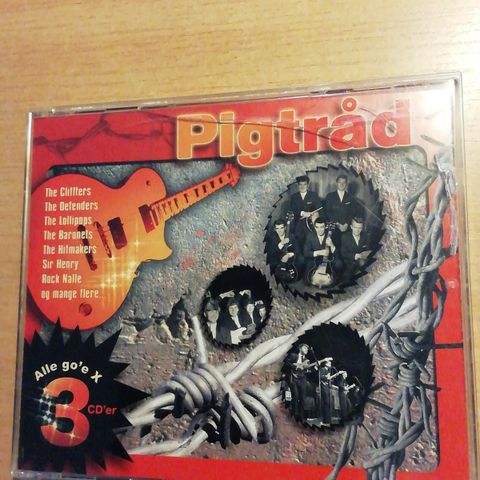 Pigtråd
The Cliffters
The Defenders
The Lollipops
The Baronets
The Hitmakers
Sir Henry
Rock Nalle
og mange flere
Alle go'e X
3
CD'er